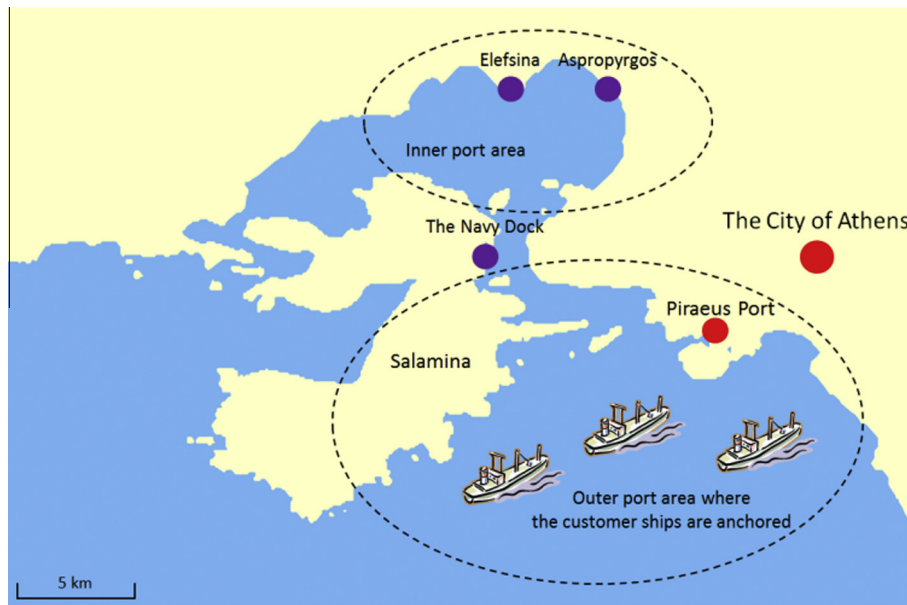 Elefsina
Aspropyrgos
Inner port area
The Navy Dock
The City of Athens
Piraeus Port
Salamina
Outer port area where
the customer ships are anchored
5 km